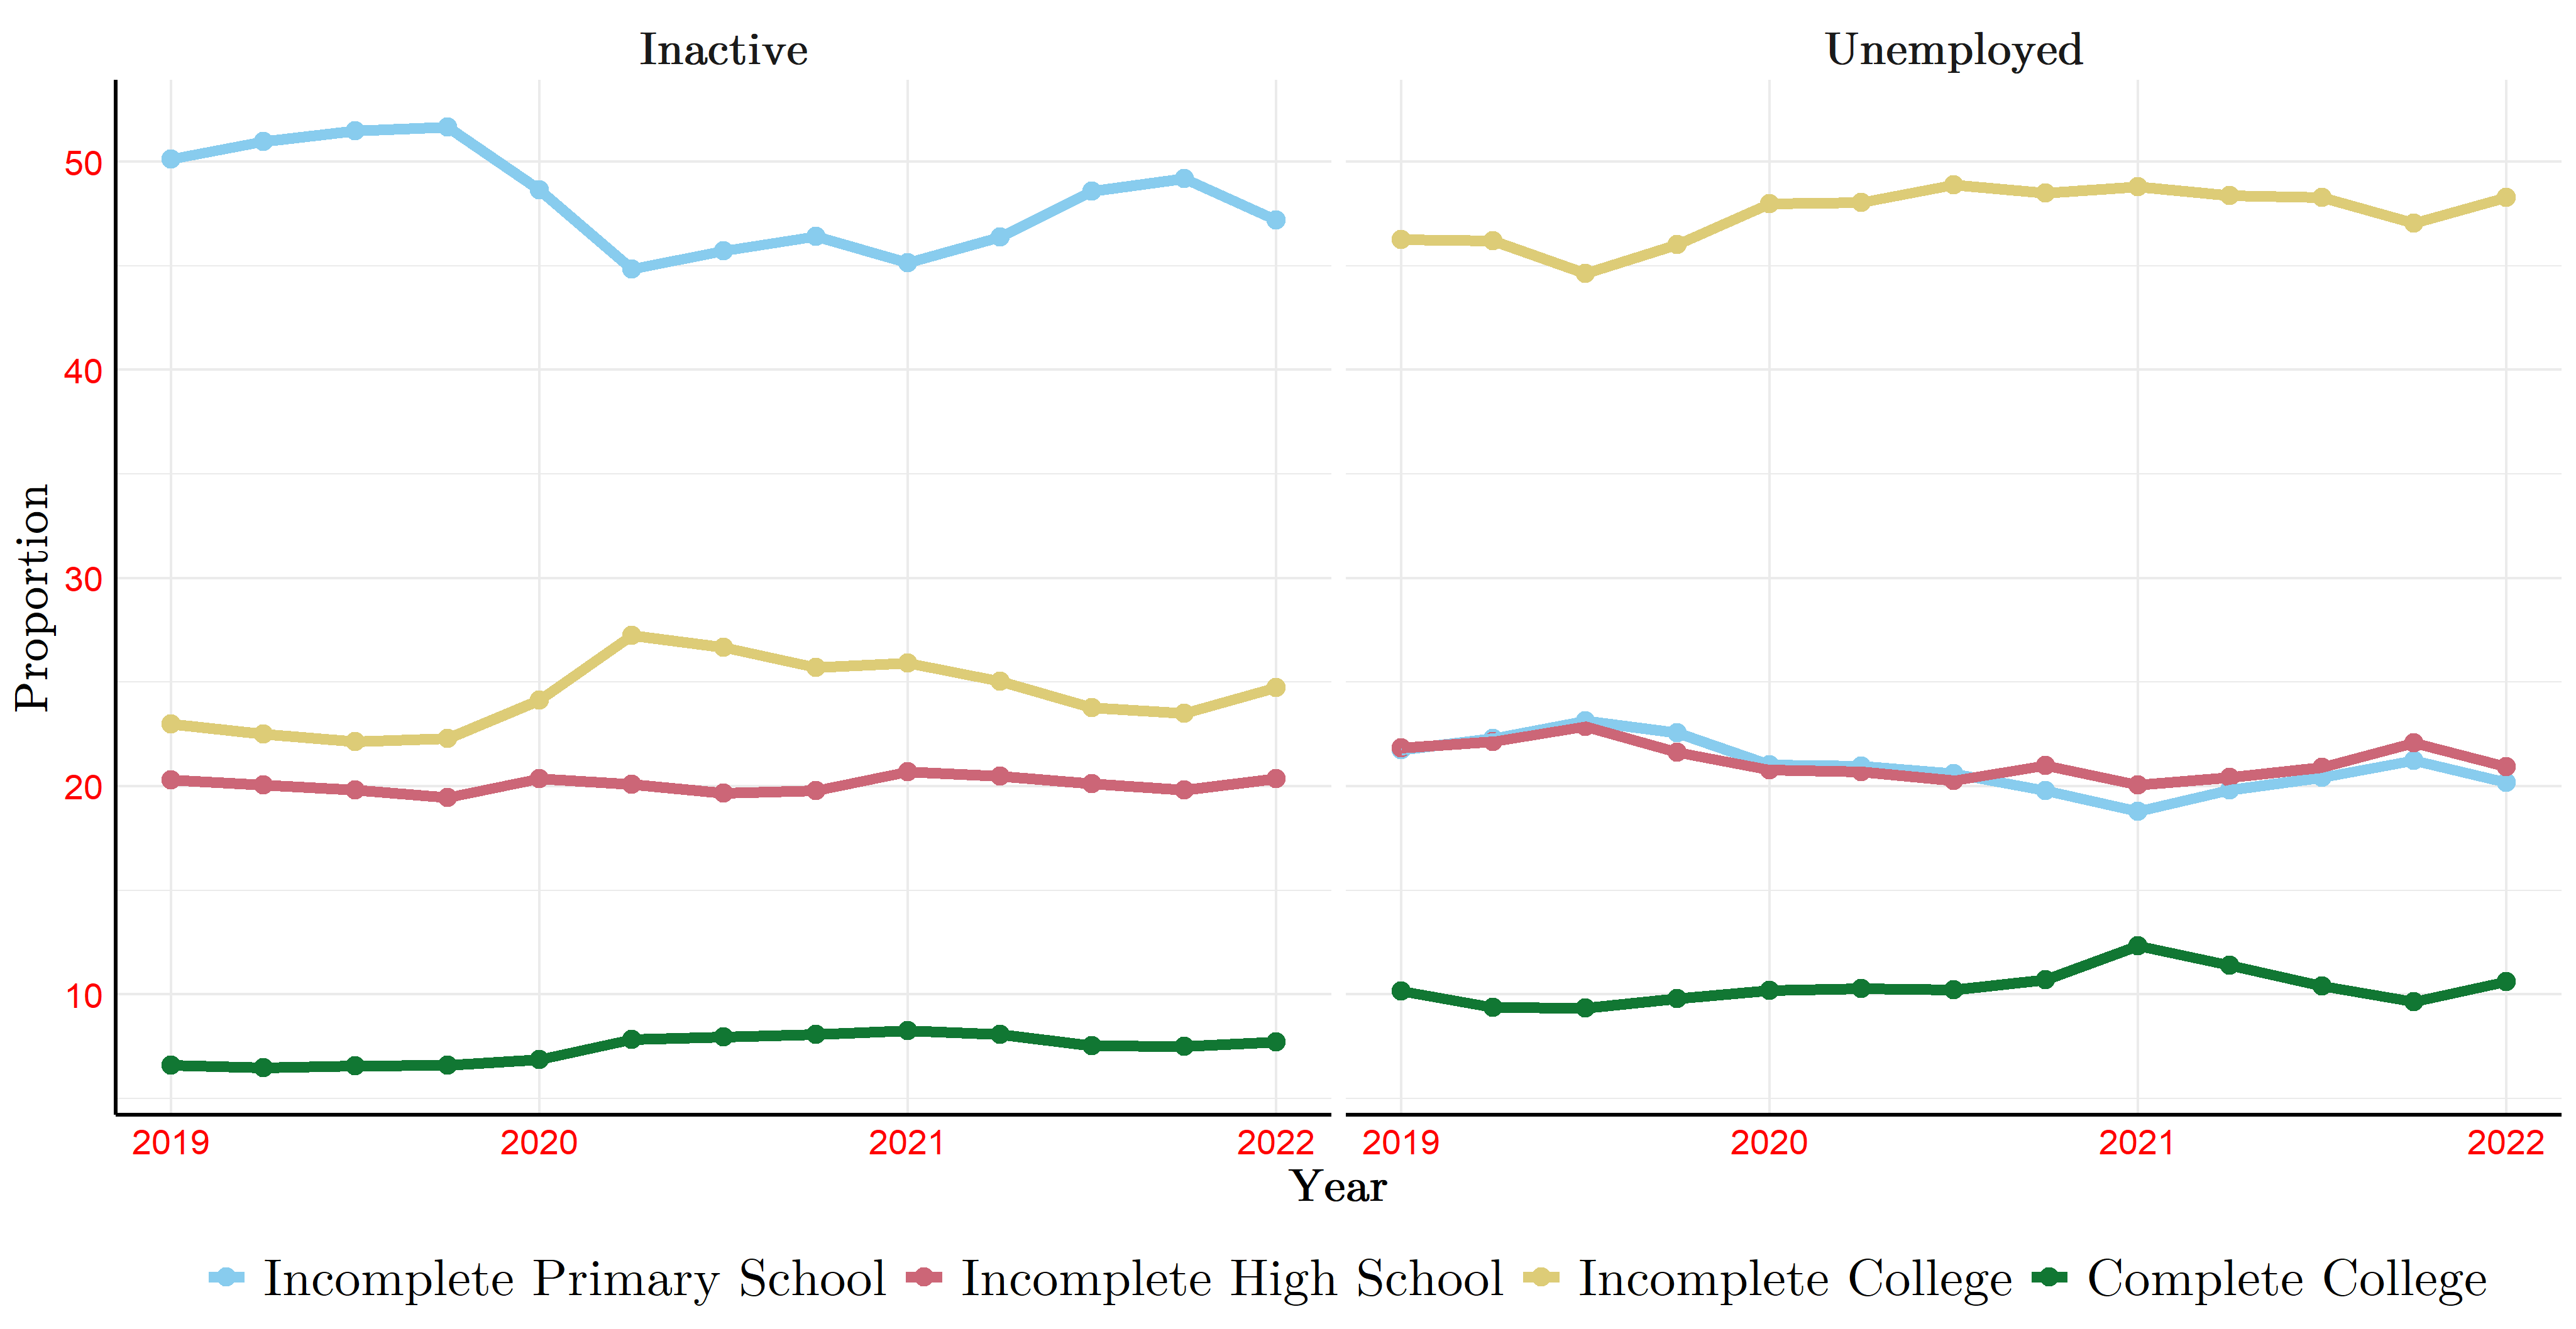 Inactive Unemployed
50
40
30
20
10
Proportion
2019 2020 2021 2022 2019 2020 2021 2022
Year
Incomplete Primary School Incomplete High School Incomplete College Complete College